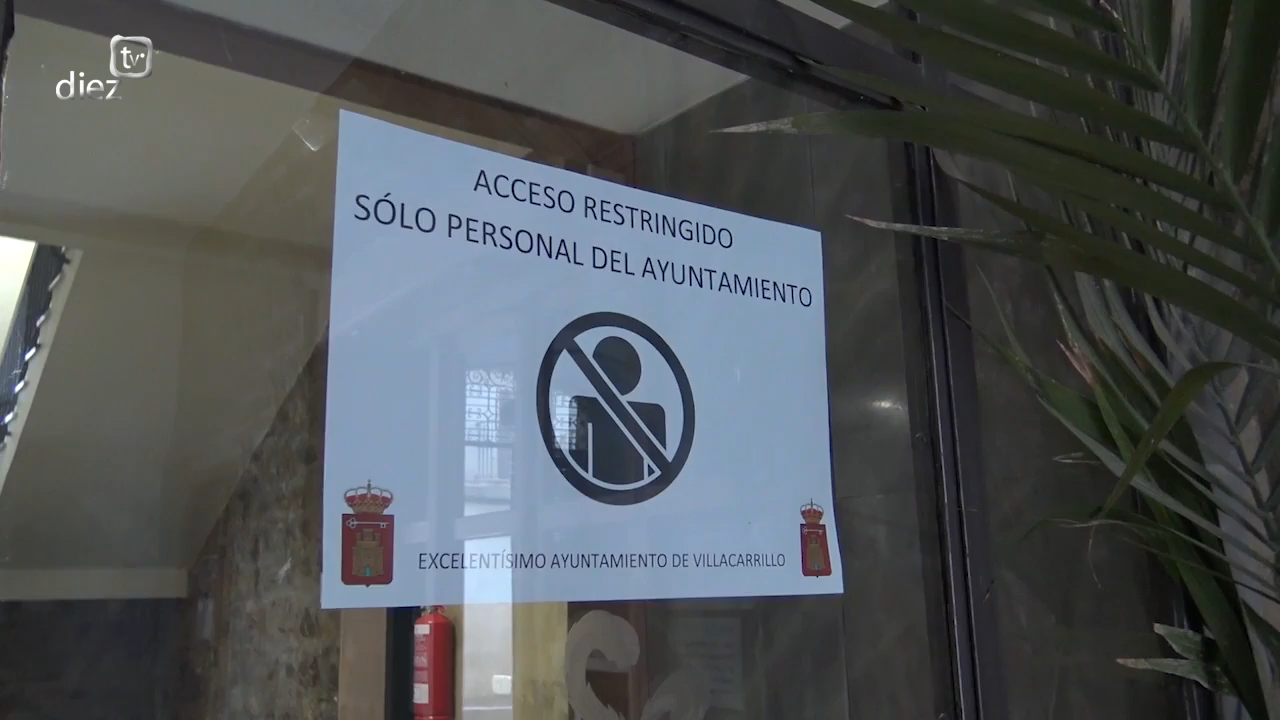 tv
diez
ACCESO RESTRINGIDO
SÓLO PERSONAL DEL AYUNTAMIENTO
EXCELENTÍSIMO AYUNTAMIENTO DE VILLACARRILLO